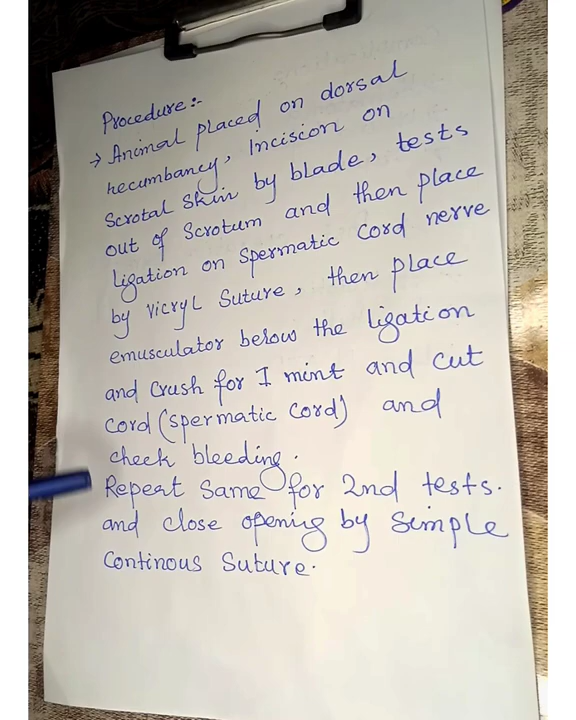 Procedure:-
→ Animal placed on dorsal
recumbancy, Incision on
Scrotal Skin by blade, tests
out of Scrotum and then place
ligation on Spermatic Cord nerve
by vicryl Suture, then place
emusculator below the ligation
and Crush for 1 mint and cut
Cord (Spermatic Cord) and
check bleeding.
Repeat Same for 2nd tests.
and close opening by Simple
Continous Suture.